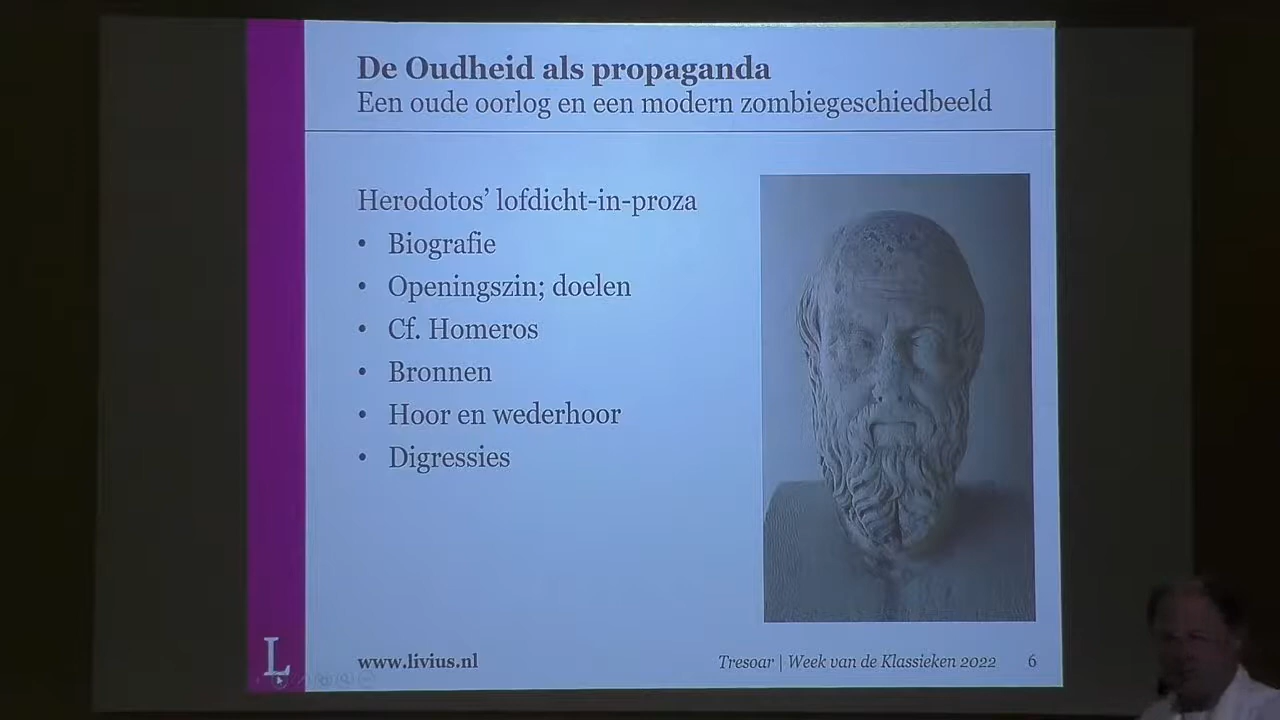 De Oudheid als propaganda
Een oude oorlog en een modern zombiegeschiedbeeld
Herodotos’ lofdicht-in-proza
• Biografie
• Openingszin; doelen
• Cf. Homeros
• Bronnen
• Hoor en wederhoor
• Digressies
L
www.livius.nl
Tresoar | Week van de Klassieken 2022 6